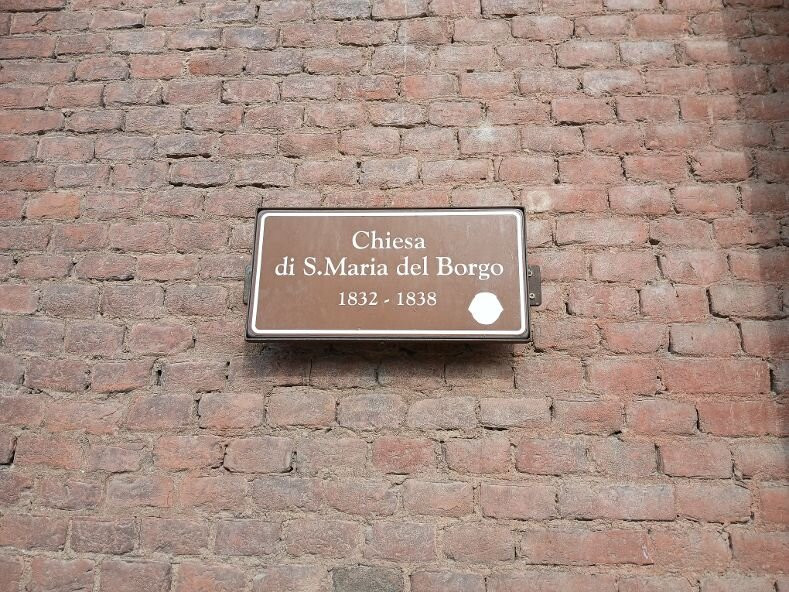 Chiesa
di S.Maria del Borgo
1832 - 1838